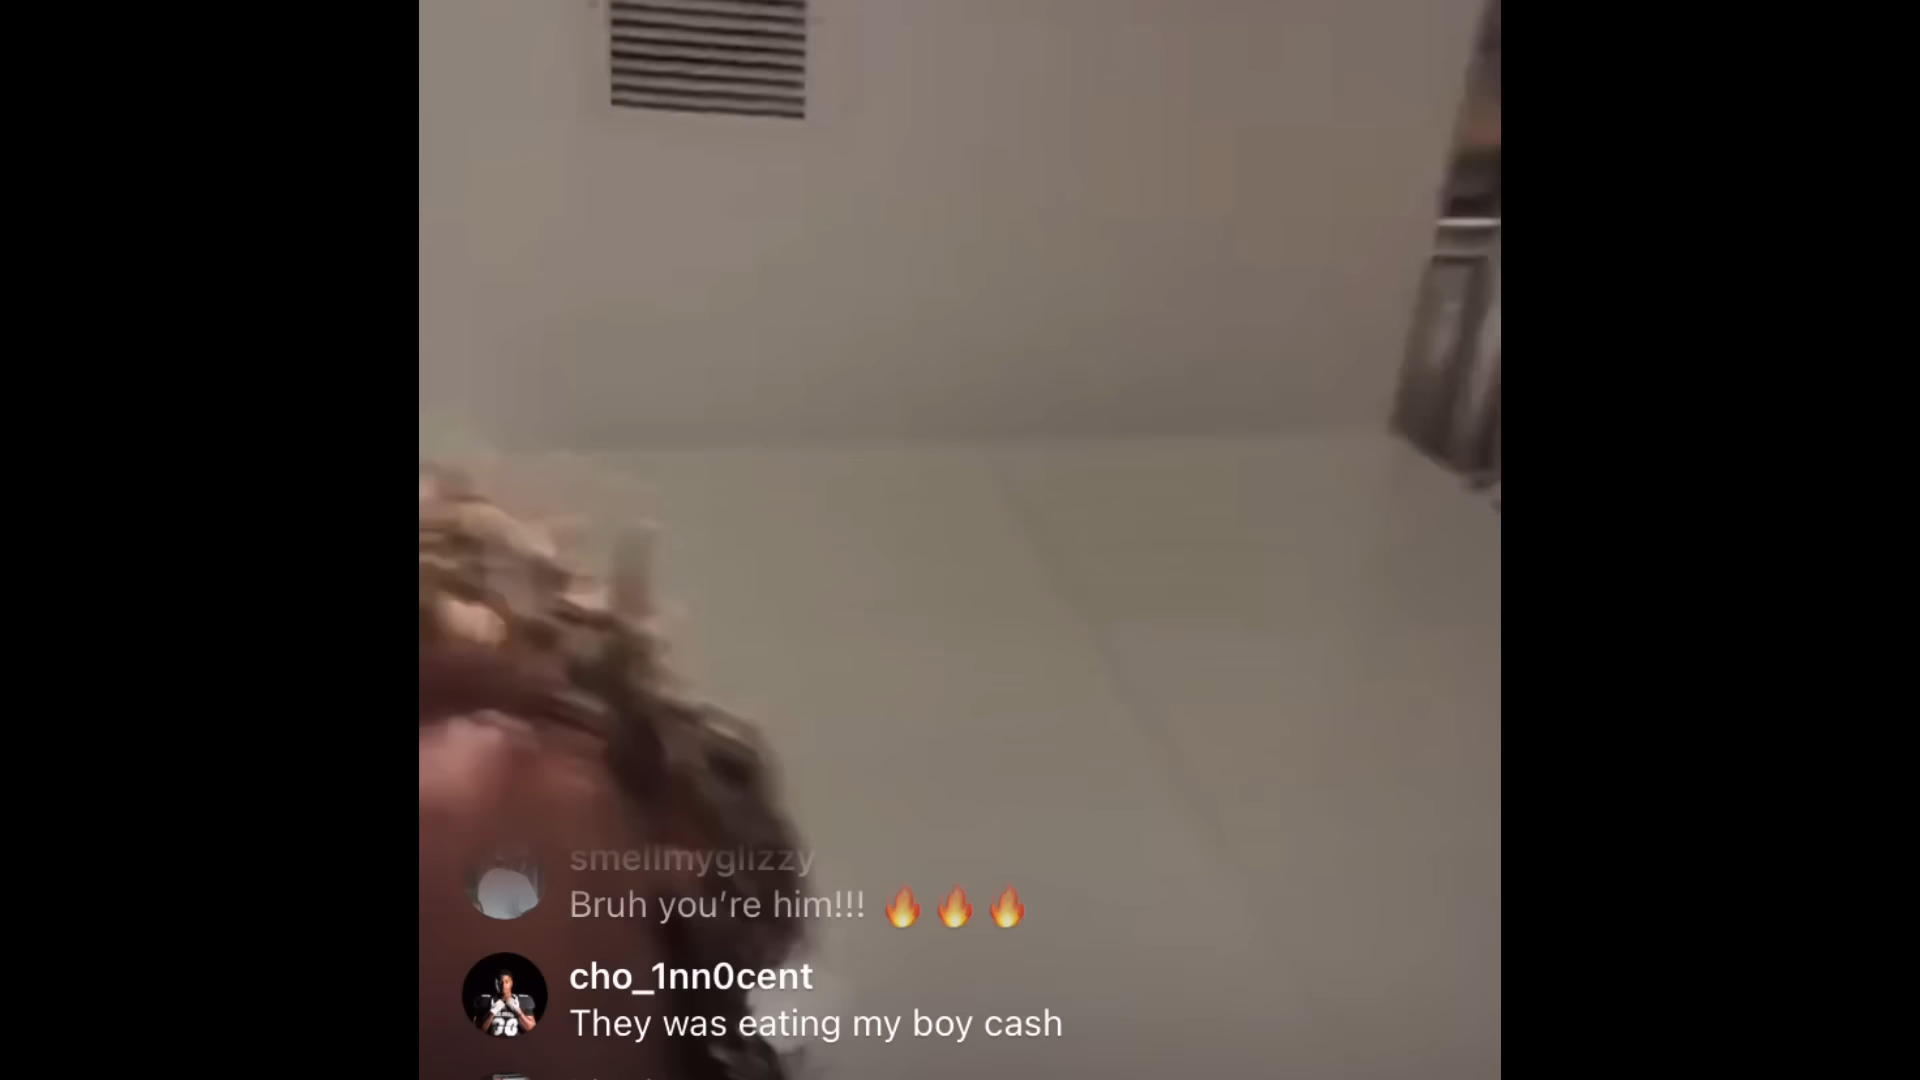 smellmyglizzy
Bruh you’re him!!! 🔥🔥🔥
cho_1nn0cent
They was eating my boy cash